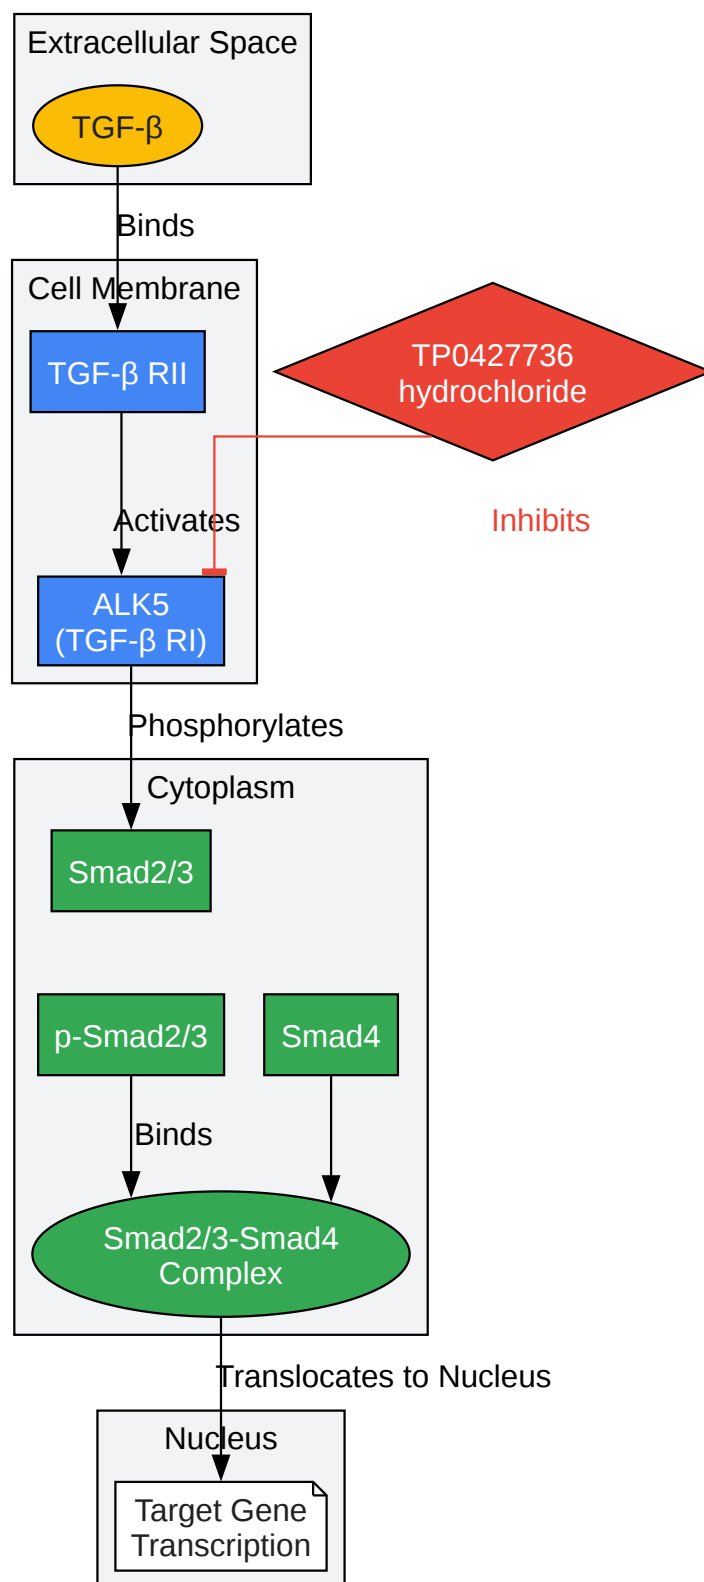 Extracellular Space
TGF-β
Binds
Cell Membrane
TGF-β RII
TP0427736
hydrochloride
Activates
Inhibits
ALK5
(TGF-β RI)
Phosphorylates
Cytoplasm
Smad2/3
p-Smad2/3
Smad4
Binds
Smad2/3-Smad4
Complex
Translocates to Nucleus
Nucleus
Target Gene
Transcription